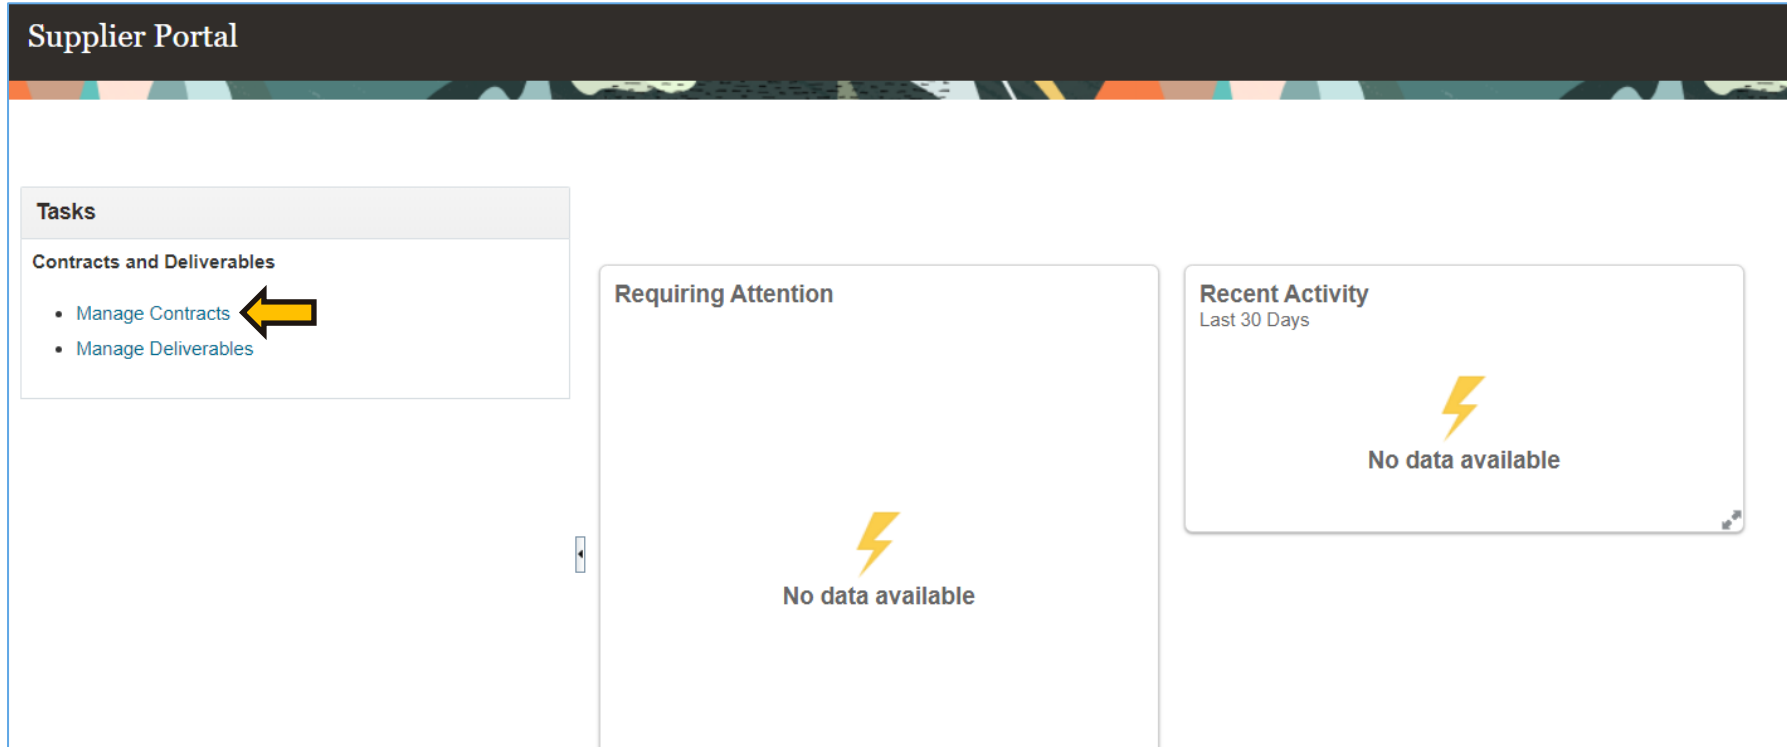 Supplier Portal
Tasks
Contracts and Deliverables
Manage Contracts
Manage Deliverables
Requiring Attention
No data available
Recent Activity
Last 30 Days
No data available